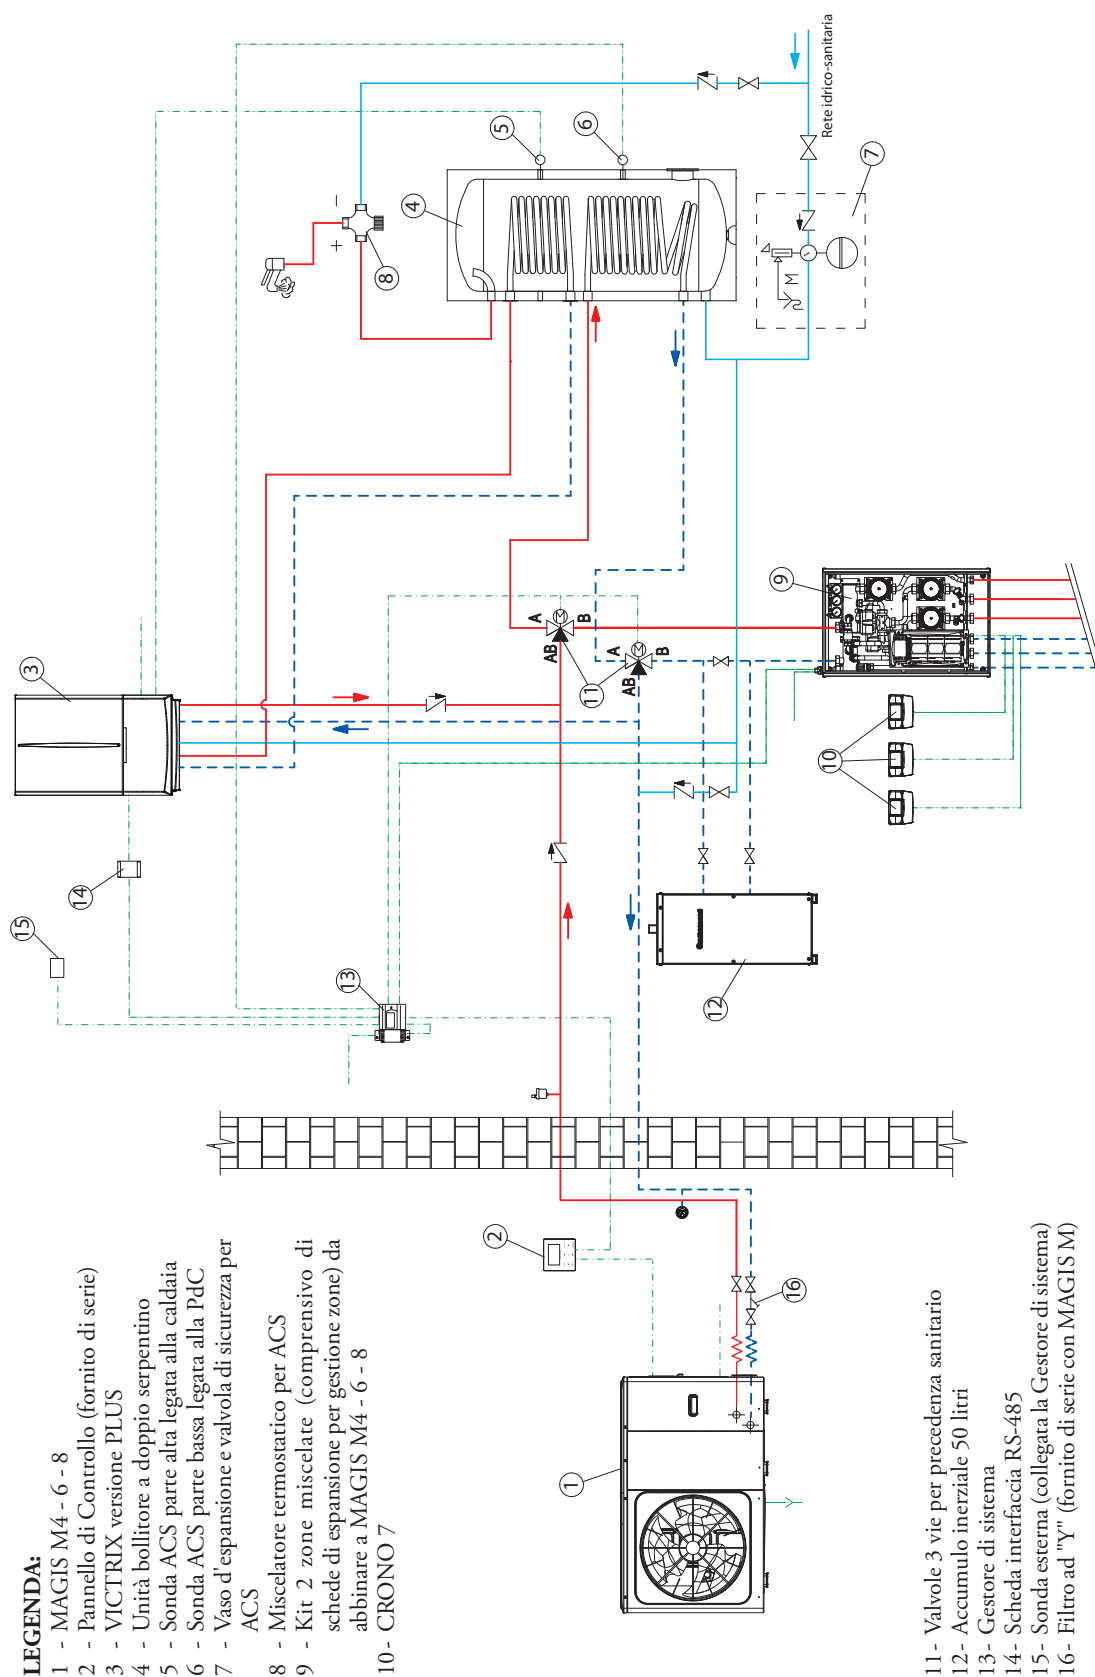 LEGENDA:
1 - MAGIS M4 - 6 - 8
2 - Pannello di Controllo (fornito di serie)
3 - VICTRIX versione PLUS
4 - Unità bollitore a doppio serpentino
5 - Sonda ACS parte alta legata alla caldaia
6 - Sonda ACS parte bassa legata alla PdC
7 - Vaso d'espansione e valvola di sicurezza per
ACS
8 - Miscelatore termostatico per ACS
9 - Kit 2 zone miscelate (comprensivo di
schede di espansione per gestione zone) da
abbinare a MAGIS M4 - 6 - 8
10- CRONO 7
11- Valvole 3 vie per precedenza sanitario
12- Accumulo inerziale 50 litri
13- Gestore di sistema
14- Scheda interfaccia RS-485
15- Sonda esterna (collegata la Gestore di sistema)
16- Filtro ad "Y" (fornito di serie con MAGIS M)
1
2
3
4
5
6
7
8
9
10
11
12
13
14
15
16
+
-
A
B
AB
M
A
B
AB
M
M
Rete idrico-sanitaria